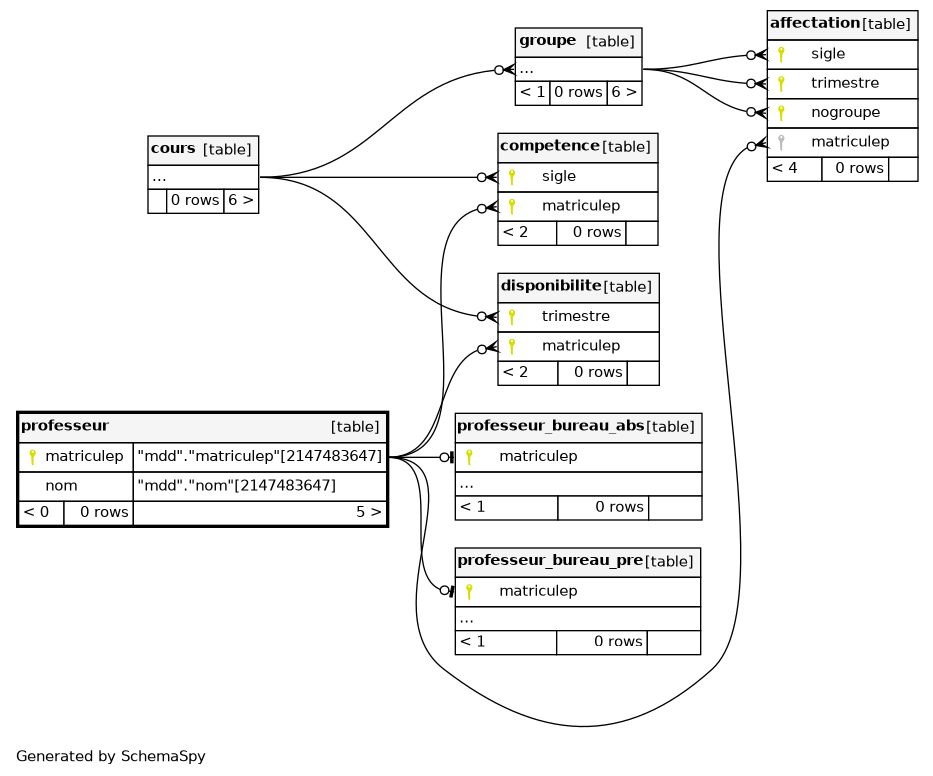 affectation [table]
sigle
trimestre
nogroupe
matriculep
< 4 0 rows
groupe [table]
...
< 1 0 rows 6 >
cours [table]
...
0 rows 6 >
competence [table]
sigle
matriculep
< 2 0 rows
disponibilite [table]
trimestre
matriculep
< 2 0 rows
professeur [table]
matriculep "mdd"."matriculep"[2147483647]
nom "mdd"."nom"[2147483647]
< 0 0 rows 5 >
professeur_bureau_abs [table]
matriculep
...
< 1 0 rows
professeur_bureau_pre [table]
matriculep
...
< 1 0 rows
Generated by SchemaSpy